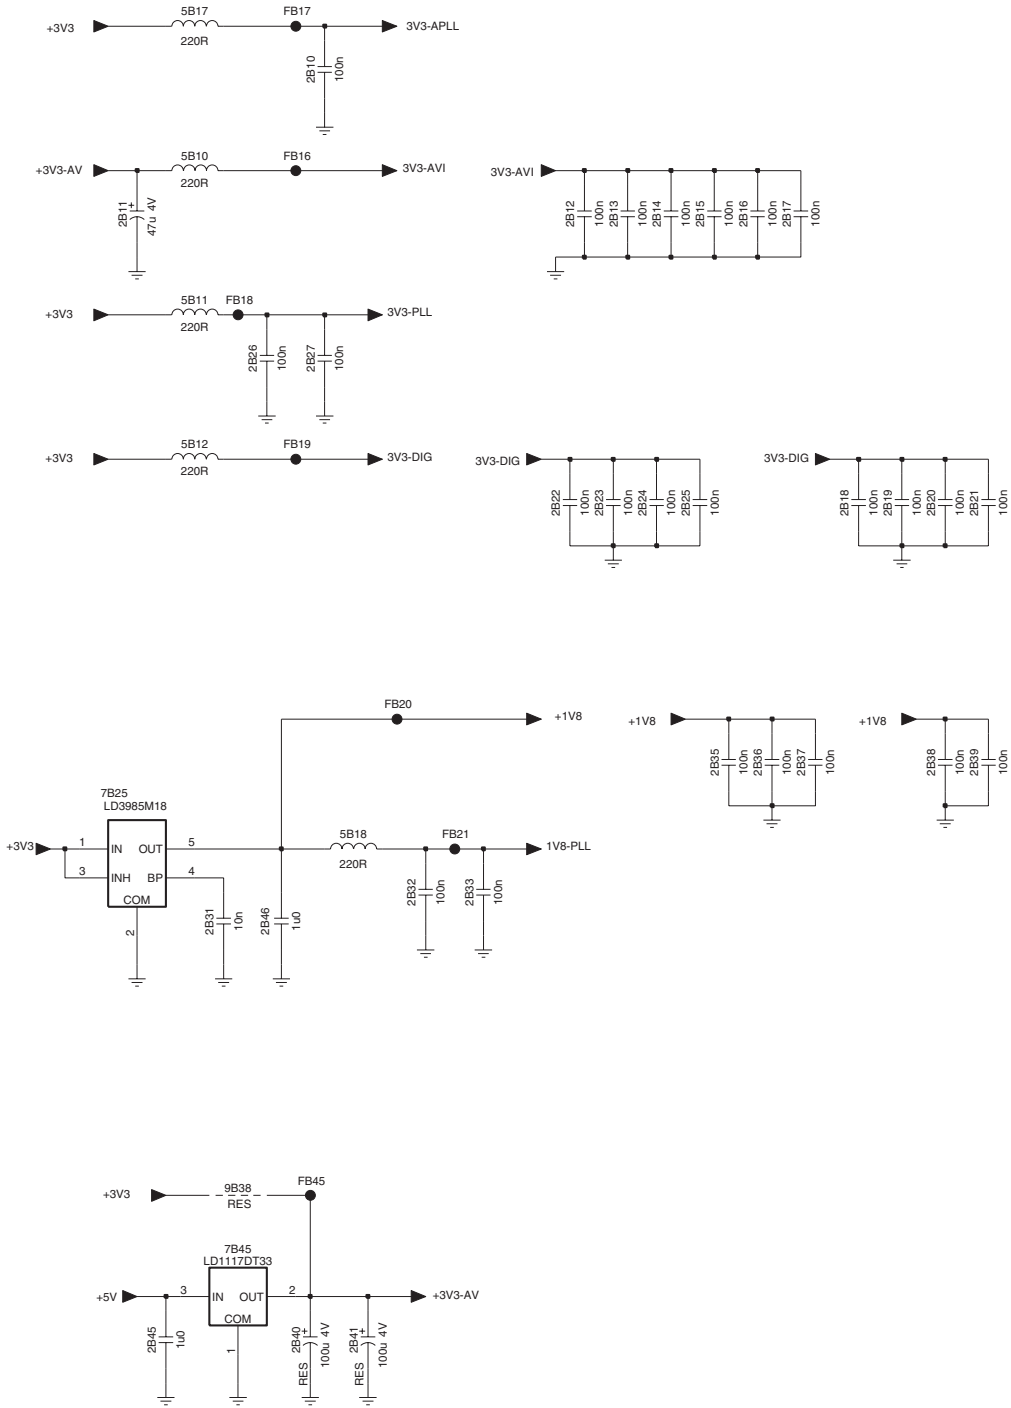 +3V3 5B17 220R FB17 3V3-APLL
2B10 100n
+3V3-AV 5B10 220R FB16 3V3-AVI
2B11 + 47u 4V
3V3-AVI
2B12 100n 2B13 100n 2B14 100n 2B15 100n 2B16 100n 2B17 100n
+3V3 5B11 220R FB18 3V3-PLL
2B26 100n 2B27 100n
+3V3 5B12 220R FB19 3V3-DIG
3V3-DIG
2B22 100n 2B23 100n 2B24 100n 2B25 100n
3V3-DIG
2B18 100n 2B19 100n 2B20 100n 2B21 100n
FB20 +1V8
+1V8
2B35 100n 2B36 100n 2B37 100n
+1V8
2B38 100n 2B39 100n
7B25
LD3985M18
+3V3 1 IN OUT 5 5B18 220R FB21 1V8-PLL
3 INH BP 4
COM
2
2B31 10n
2B46 1u0
2B32 100n
2B33 100n
+3V3 9B38 RES FB45
7B45
LD1117DT33
+5V 3 IN OUT 2 +3V3-AV
COM
1
2B45 1u0
RES 2B40 + 100u 4V
RES 2B41 + 100u 4V